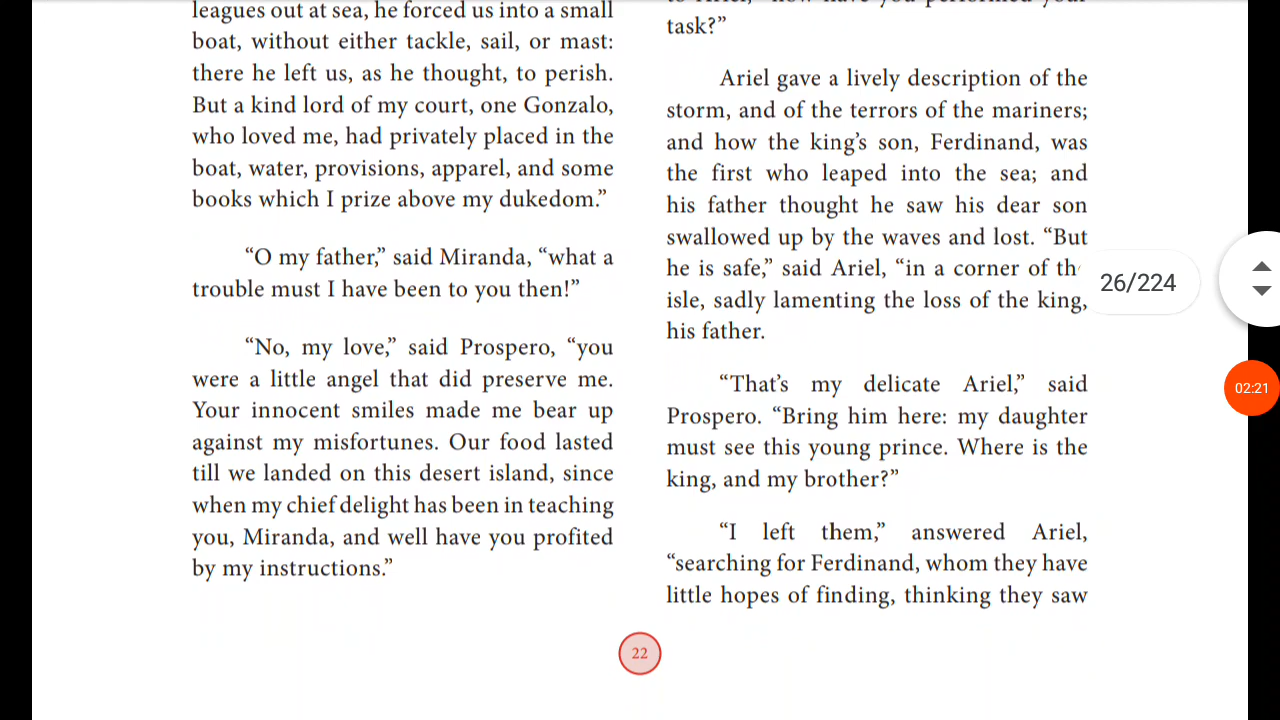 leagues out at sea, he forced us into a small
boat, without either tackle, sail, or mast:
there he left us, as he thought, to perish.
But a kind lord of my court, one Gonzalo,
who loved me, had privately placed in the
boat, water, provisions, apparel, and some
books which I prize above my dukedom.”
“O my father,” said Miranda, “what a
trouble must I have been to you then!”
“No, my love,” said Prospero, “you
were a little angel that did preserve me.
Your innocent smiles made me bear up
against my misfortunes. Our food lasted
till we landed on this desert island, since
when my chief delight has been in teaching
you, Miranda, and well have you profited
by my instructions.”
to Ariel, “how have you performed your
task?”
Ariel gave a lively description of the
storm, and of the terrors of the mariners;
and how the king’s son, Ferdinand, was
the first who leaped into the sea; and
his father thought he saw his dear son
swallowed up by the waves and lost. “But
he is safe,” said Ariel, “in a corner of th
isle, sadly lamenting the loss of the king,
his father.
“That’s my delicate Ariel,” said
Prospero. “Bring him here: my daughter
must see this young prince. Where is the
king, and my brother?”
“I left them,” answered Ariel,
“searching for Ferdinand, whom they have
little hopes of finding, thinking they saw
22
26/224
02:21